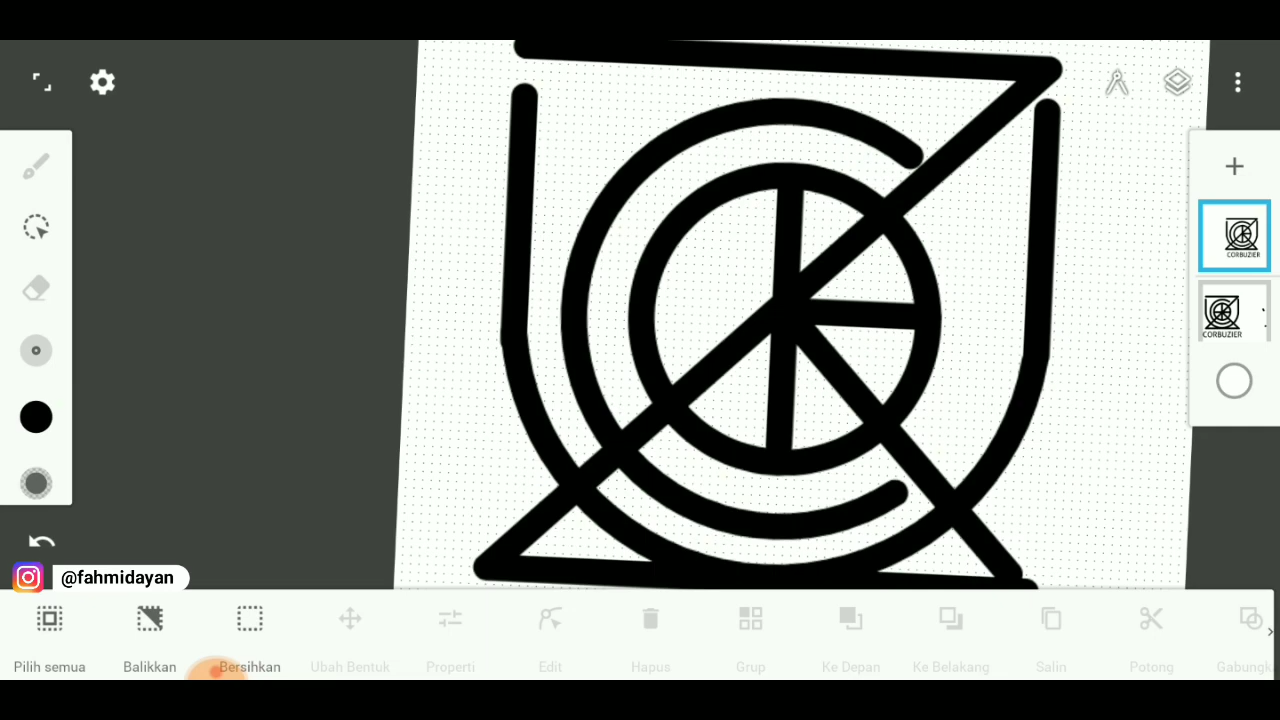 CORBUZIER
CORBUZIER
@fahmidayan
Pilih semua
Balikkan
Bersihkan
Ubah Bentuk
Properti
Edit
Hapus
Grup
Ke Depan
Ke Belakang
Salin
Potong
Gabungk